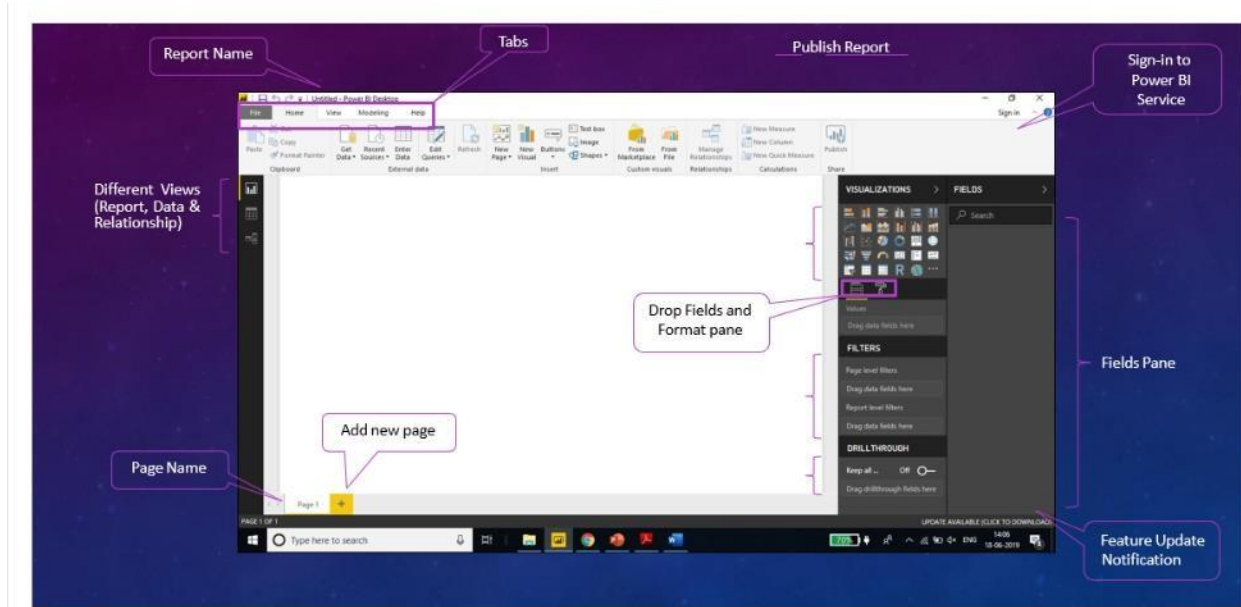 Report Name
Tabs
Publish Report
Sign-in to
Power BI
Service
Untitled - Power BI Desktop
File Home View Modeling Help
Sign in
Cut
Copy
Format Painter
Paste
Clipboard
Get Data
Recent Sources
Enter Data
Edit Queries
Refresh
External data
New Page
New Visual
Buttons
Text box
Image
Shapes
Insert
From Marketplace
From File
Custom visuals
Manage Relationships
Relationships
New Measure
New Column
New Quick Measure
Calculations
Publish
Share
Different Views
(Report, Data &
Relationship)
VISUALIZATIONS
FIELDS
Search
R
Drop Fields and
Format pane
Values
Drag data fields here
FILTERS
Page level filters
Drag data fields here
Report level filters
Drag data fields here
DRILLTHROUGH
Keep all ... Off
Drag drillthrough fields here
Fields Pane
Add new page
Page Name
Page 1
+
PAGE 1 OF 1
UPDATE AVAILABLE (CLICK TO DOWNLOAD)
Type here to search
70%
ENG
14:06
18-06-2019
Feature Update
Notification